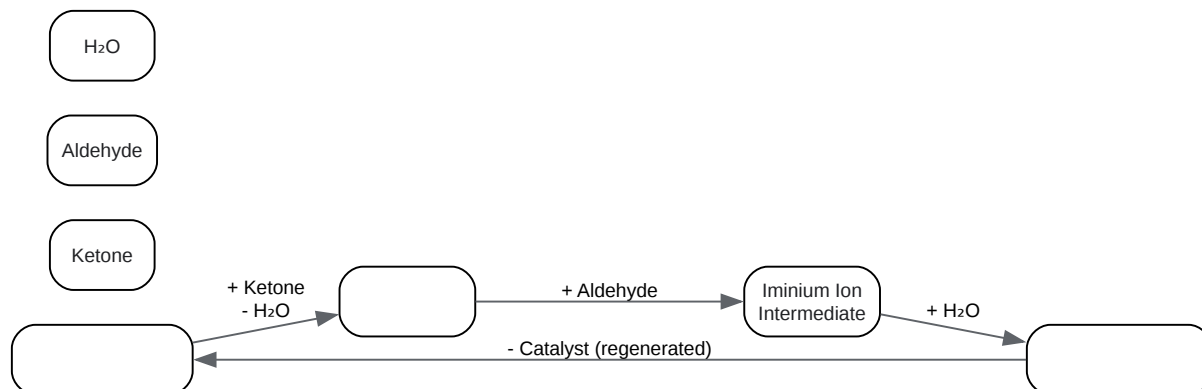 H₂O
Aldehyde
Ketone
+ Ketone
- H₂O
+ Aldehyde
Iminium Ion
Intermediate
+ H₂O
- Catalyst (regenerated)